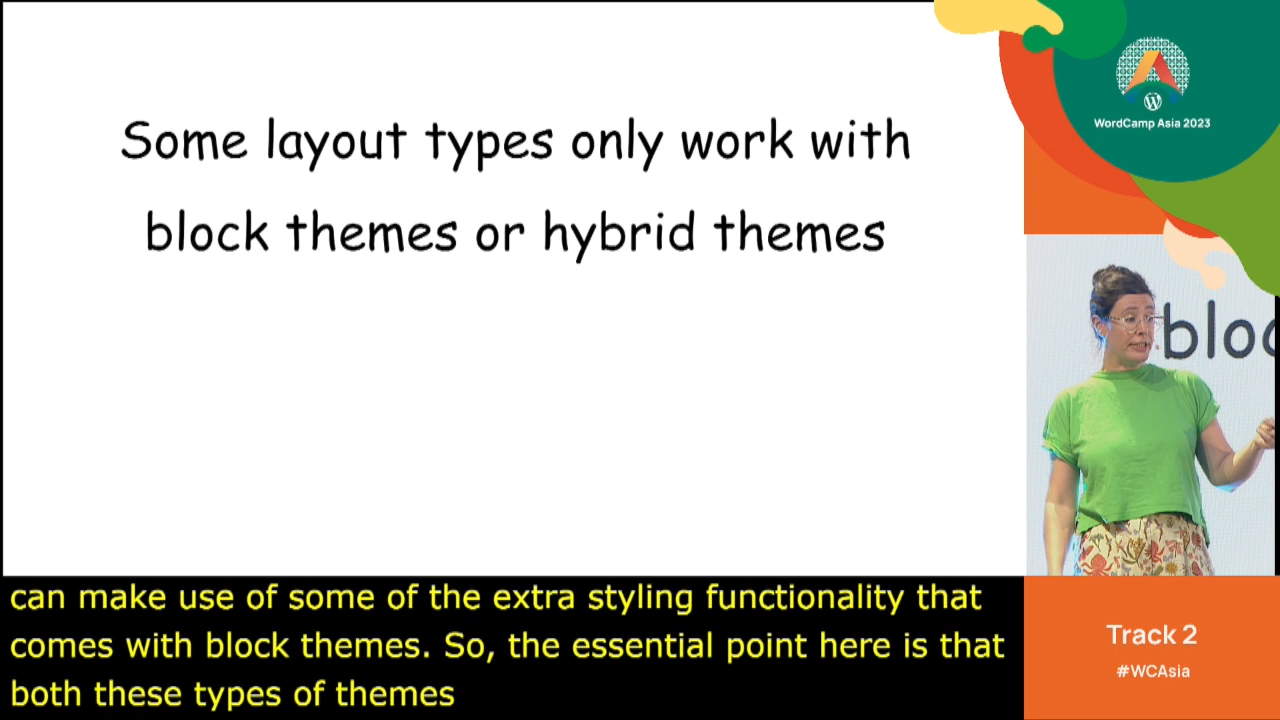 Some layout types only work with
block themes or hybrid themes
WordCamp Asia 2023
bloc
can make use of some of the extra styling functionality that
comes with block themes. So, the essential point here is that
both these types of themes
Track 2
#WCAsia